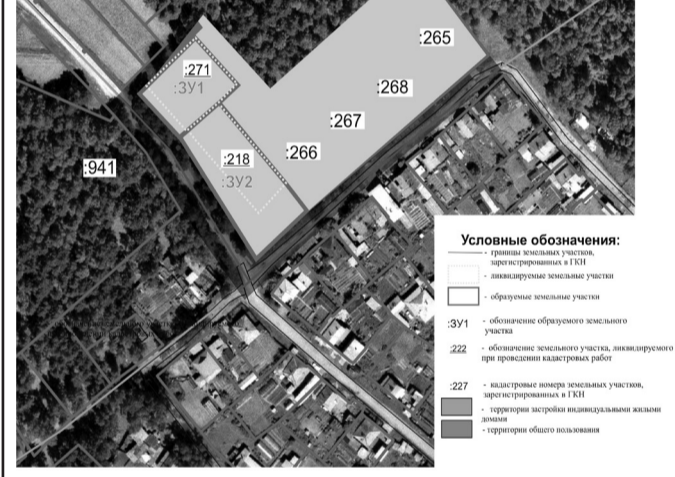 :265
:271
:ЗУ1
:268
:267
:266
:218
:ЗУ2
:941
Условные обозначения:
- границы земельных участков,
зарегистрированных в ГКН
- ликвидируемые земельные участки
- образуемые земельные участки
:ЗУ1 - обозначение образуемого земельного
участка
:222 - обозначение земельного участка, ликвидируемого
при проведении кадастровых работ
:227 - кадастровые номера земельных участков,
зарегистрированных в ГКН
- территории застройки индивидуальными жилыми
домами
- территории общего пользования